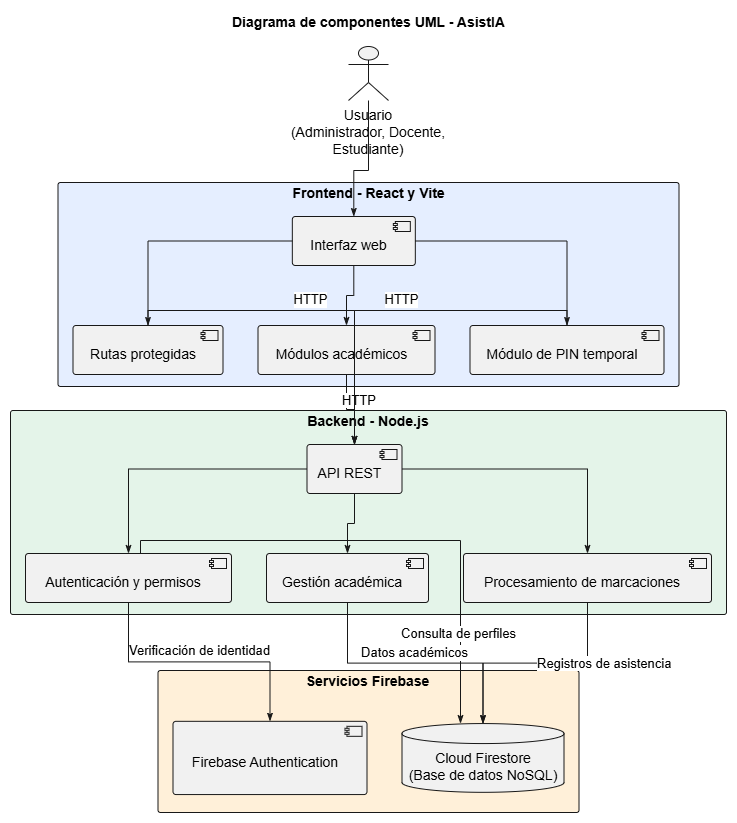 Diagrama de componentes UML - AsistIA
Usuario
(Administrador, Docente,
Estudiante)
Frontend - React y Vite
Interfaz web
HTTP
HTTP
Rutas protegidas
Módulos académicos
Módulo de PIN temporal
HTTP
Backend - Node.js
API REST
Autenticación y permisos
Gestión académica
Procesamiento de marcaciones
Consulta de perfiles
Verificación de identidad
Datos académicos
Registros de asistencia
Servicios Firebase
Firebase Authentication
Cloud Firestore
(Base de datos NoSQL)